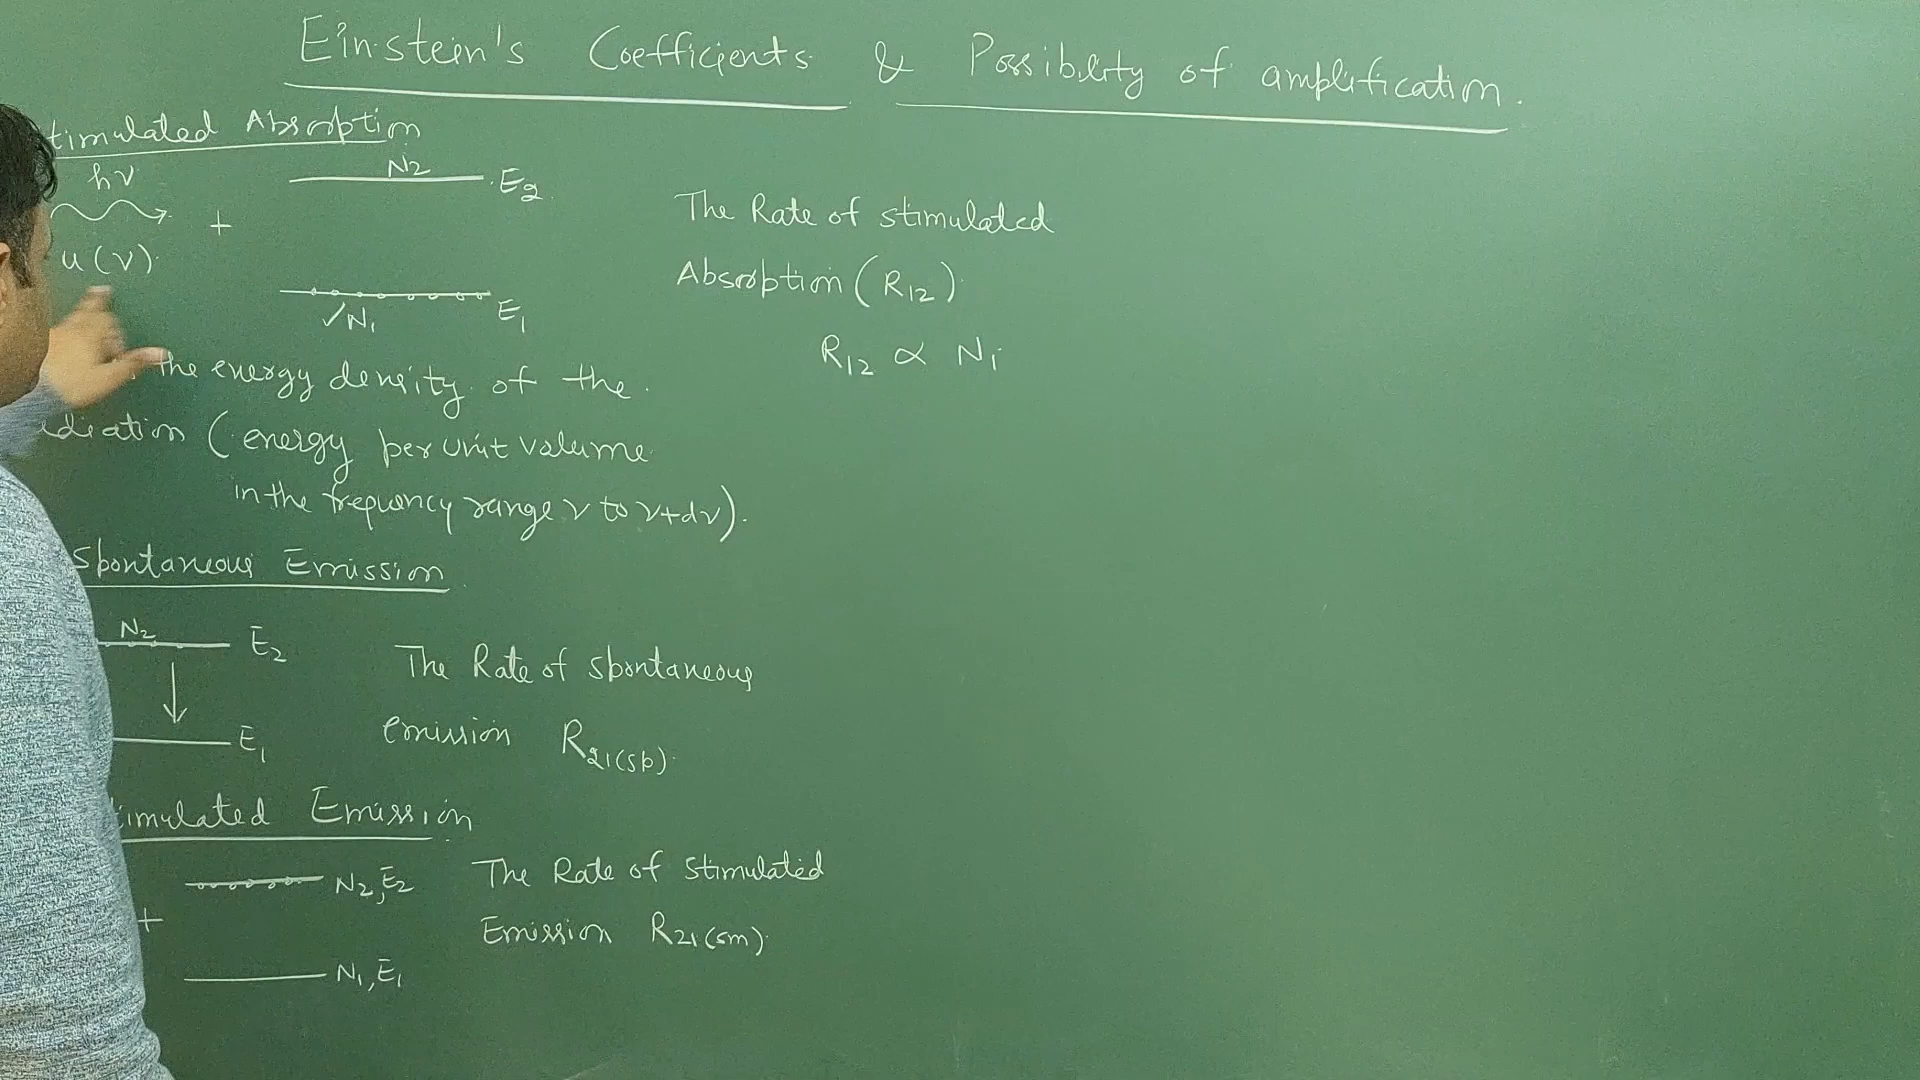 Einstein's Coefficients & Possibility of amplification.
timulated Absorption
hν
N2
E2
u(ν)
+
✓N1
E1
the energy density of the
diation (energy per unit volume
in the frequency range ν to ν+dν).
The Rate of stimulated
Absorption (R12)
R12 ∝ N1
Spontaneous Emission
N2
E2
E1
The Rate of spontaneous
emission R21(sp).
imulated Emission
N2, E2
+
N1, E1
The Rate of Stimulated
Emission R21(sm).